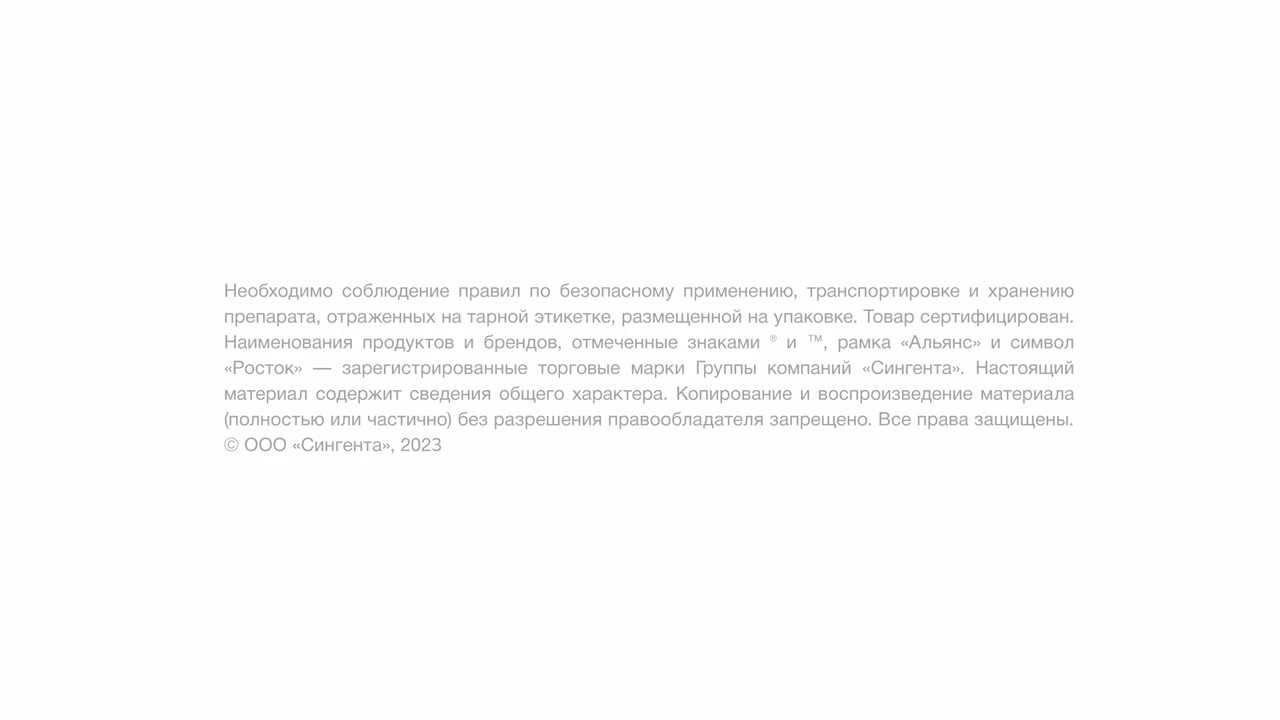 Необходимо соблюдение правил по безопасному применению, транспортировке и хранению
препарата, отраженных на тарной этикетке, размещенной на упаковке. Товар сертифицирован.
Наименования продуктов и брендов, отмеченные знаками ® и ™, рамка «Альянс» и символ
«Росток» — зарегистрированные торговые марки Группы компаний «Сингента». Настоящий
материал содержит сведения общего характера. Копирование и воспроизведение материала
(полностью или частично) без разрешения правообладателя запрещено. Все права защищены.
© ООО «Сингента», 2023